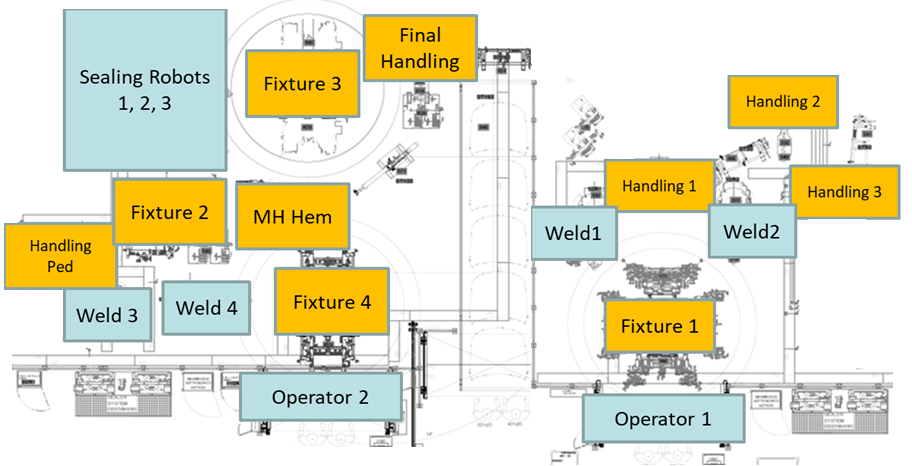 Sealing Robots
1, 2, 3
Fixture 3
Final
Handling
Handling 2
Handling 1
Handling 3
Fixture 2
MH Hem
Weld1
Weld2
Handling
Ped
Weld 3
Weld 4
Fixture 4
Fixture 1
Operator 2
Operator 1